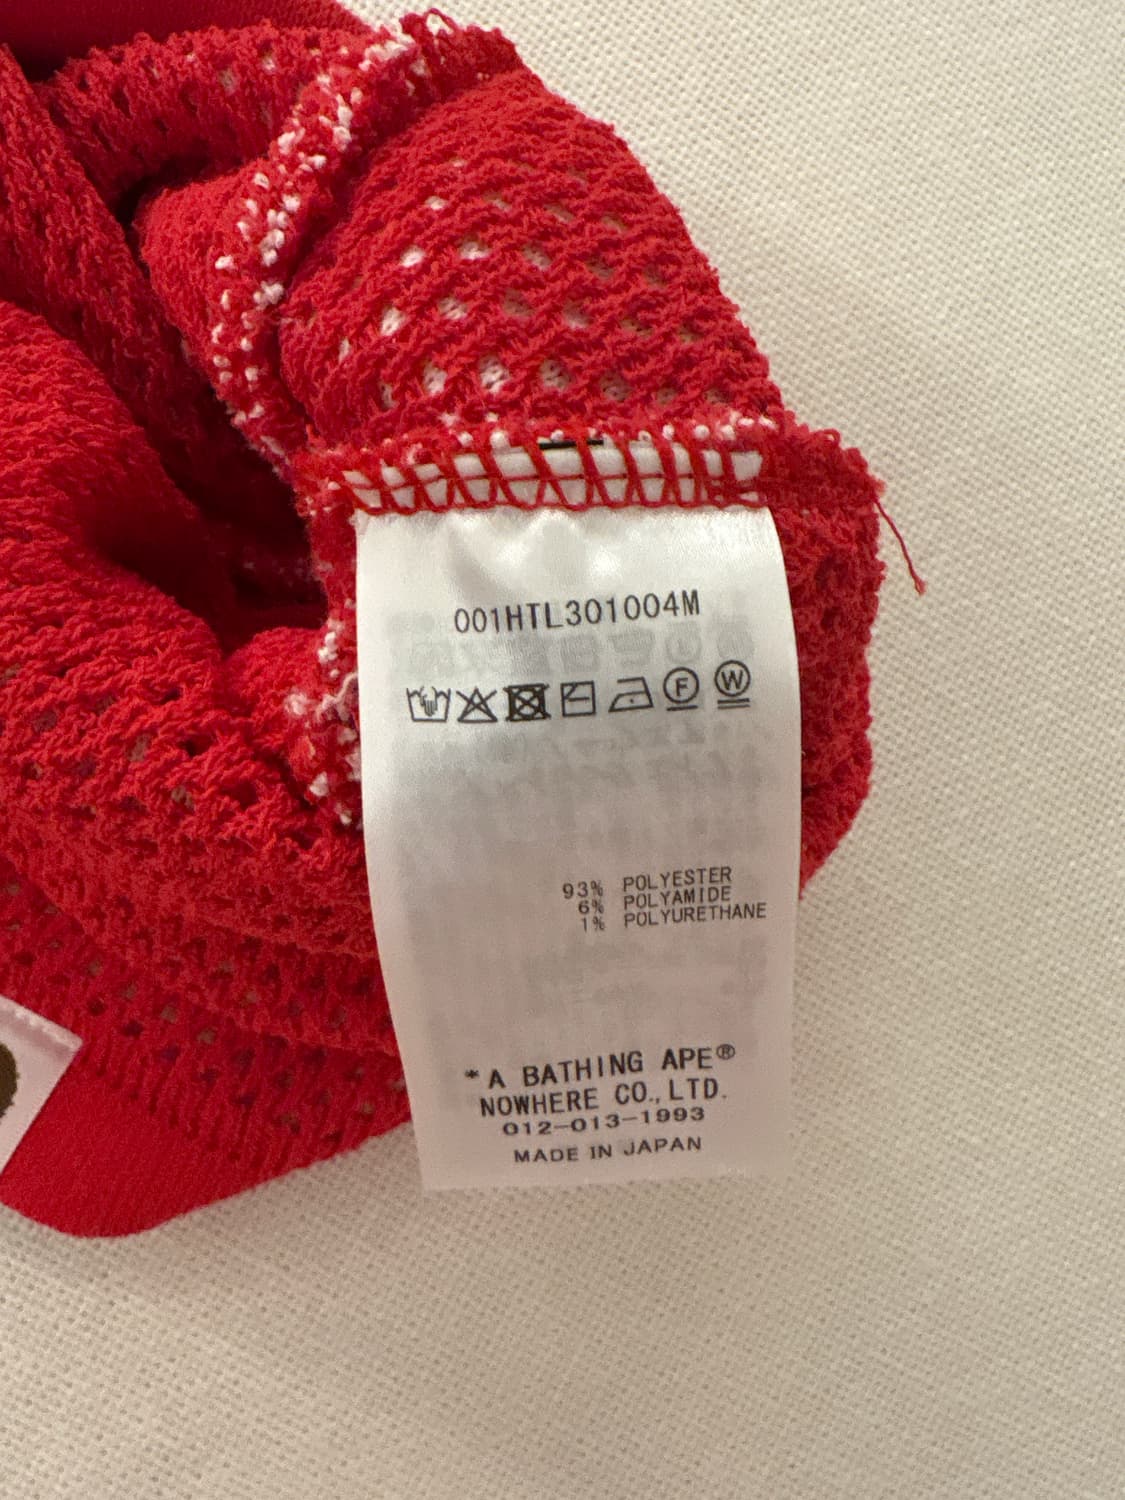 001HTL301004M
F W
93% POLYESTER
6% POLYAMIDE
1% POLYURETHANE
*A BATHING APE®
NOWHERE CO., LTD.
012-013-1993
MADE IN JAPAN